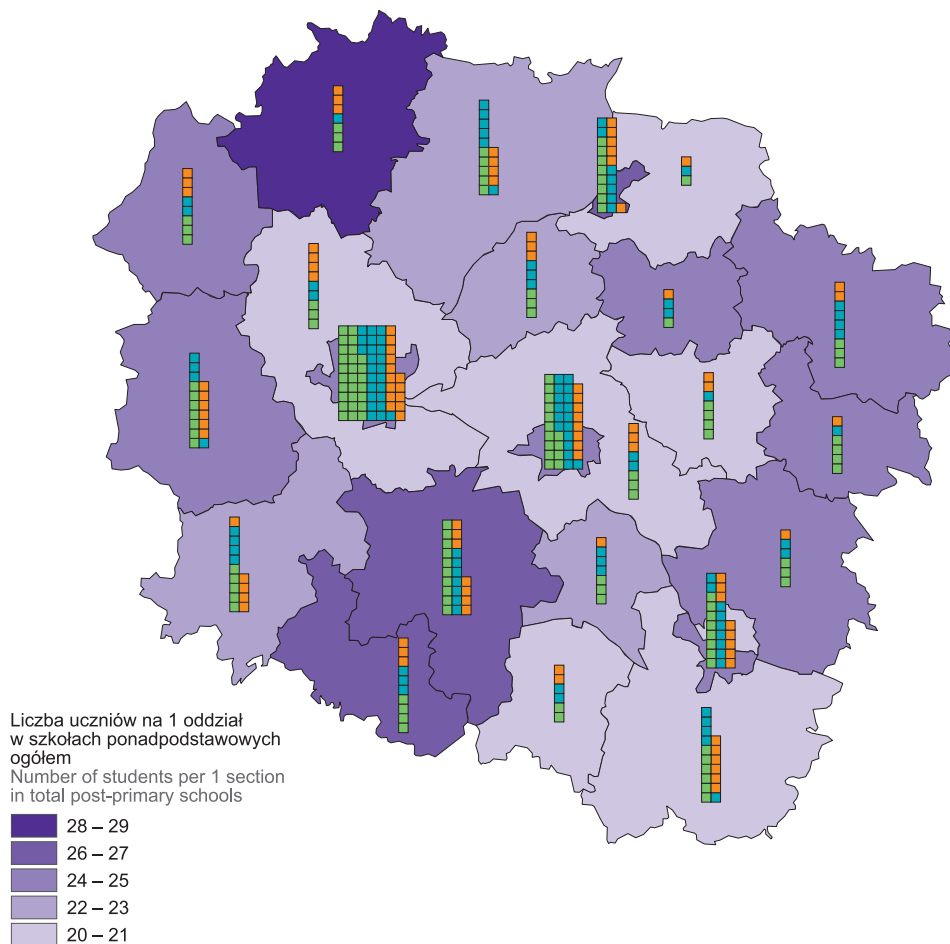 Liczba uczniów na 1 oddział
w szkołach ponadpodstawowych
ogółem
Number of students per 1 section
in total post-primary schools
28 – 29
26 – 27
24 – 25
22 – 23
20 – 21